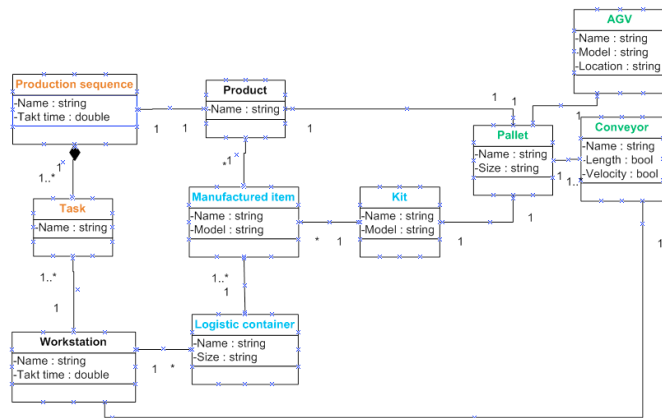 AGV
-Name : string
-Model : string
-Location : string
Production sequence
-Name : string
-Takt time : double
Product
-Name : string
1
1
1
1
1
1
Pallet
-Name : string
-Size : string
Conveyor
-Name : string
-Length : bool
-Velocity : bool
1
1..*
1
1..*
*
1
Task
-Name : string
Manufactured item
-Name : string
-Model : string
Kit
-Name : string
-Model : string
1
*
1
1
1
1..*
1
1..*
1
Workstation
-Name : string
-Takt time : double
Logistic container
-Name : string
-Size : string
1
*